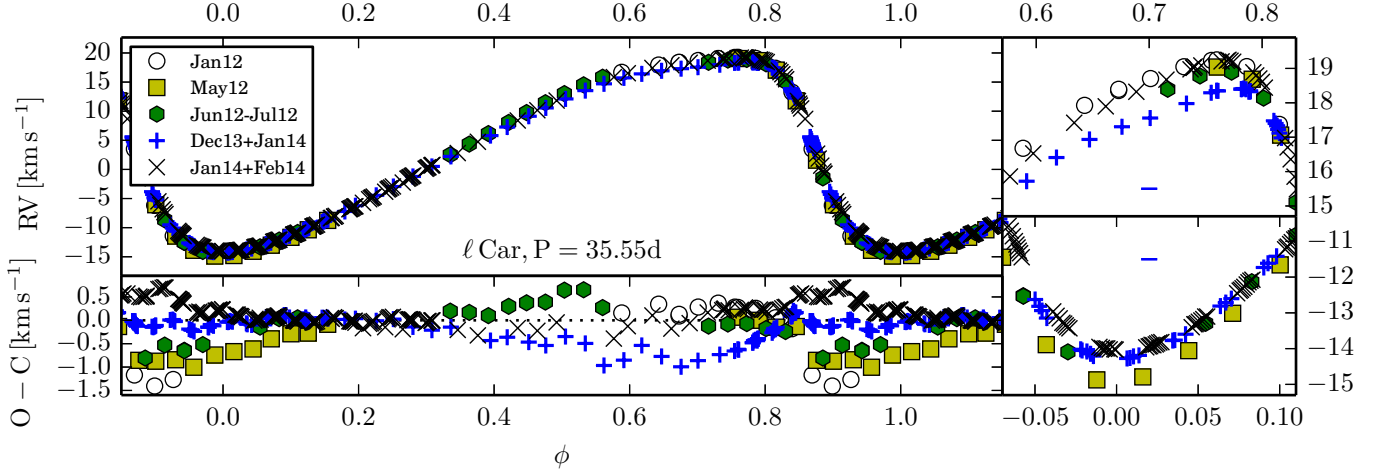 0.0 0.2 0.4 0.6 0.8 1.0
0.6 0.7 0.8
20
15
10
5
0
−5
−10
−15
RV [km s⁻¹]
Jan12
May12
Jun12-Jul12
Dec13+Jan14
Jan14+Feb14
ℓ Car, P = 35.55d
19
18
17
16
15
0.5
0.0
−0.5
−1.0
−1.5
O − C [km s⁻¹]
−11
−12
−13
−14
−15
0.0 0.2 0.4 0.6 0.8 1.0
−0.05 0.00 0.05 0.10
ϕ